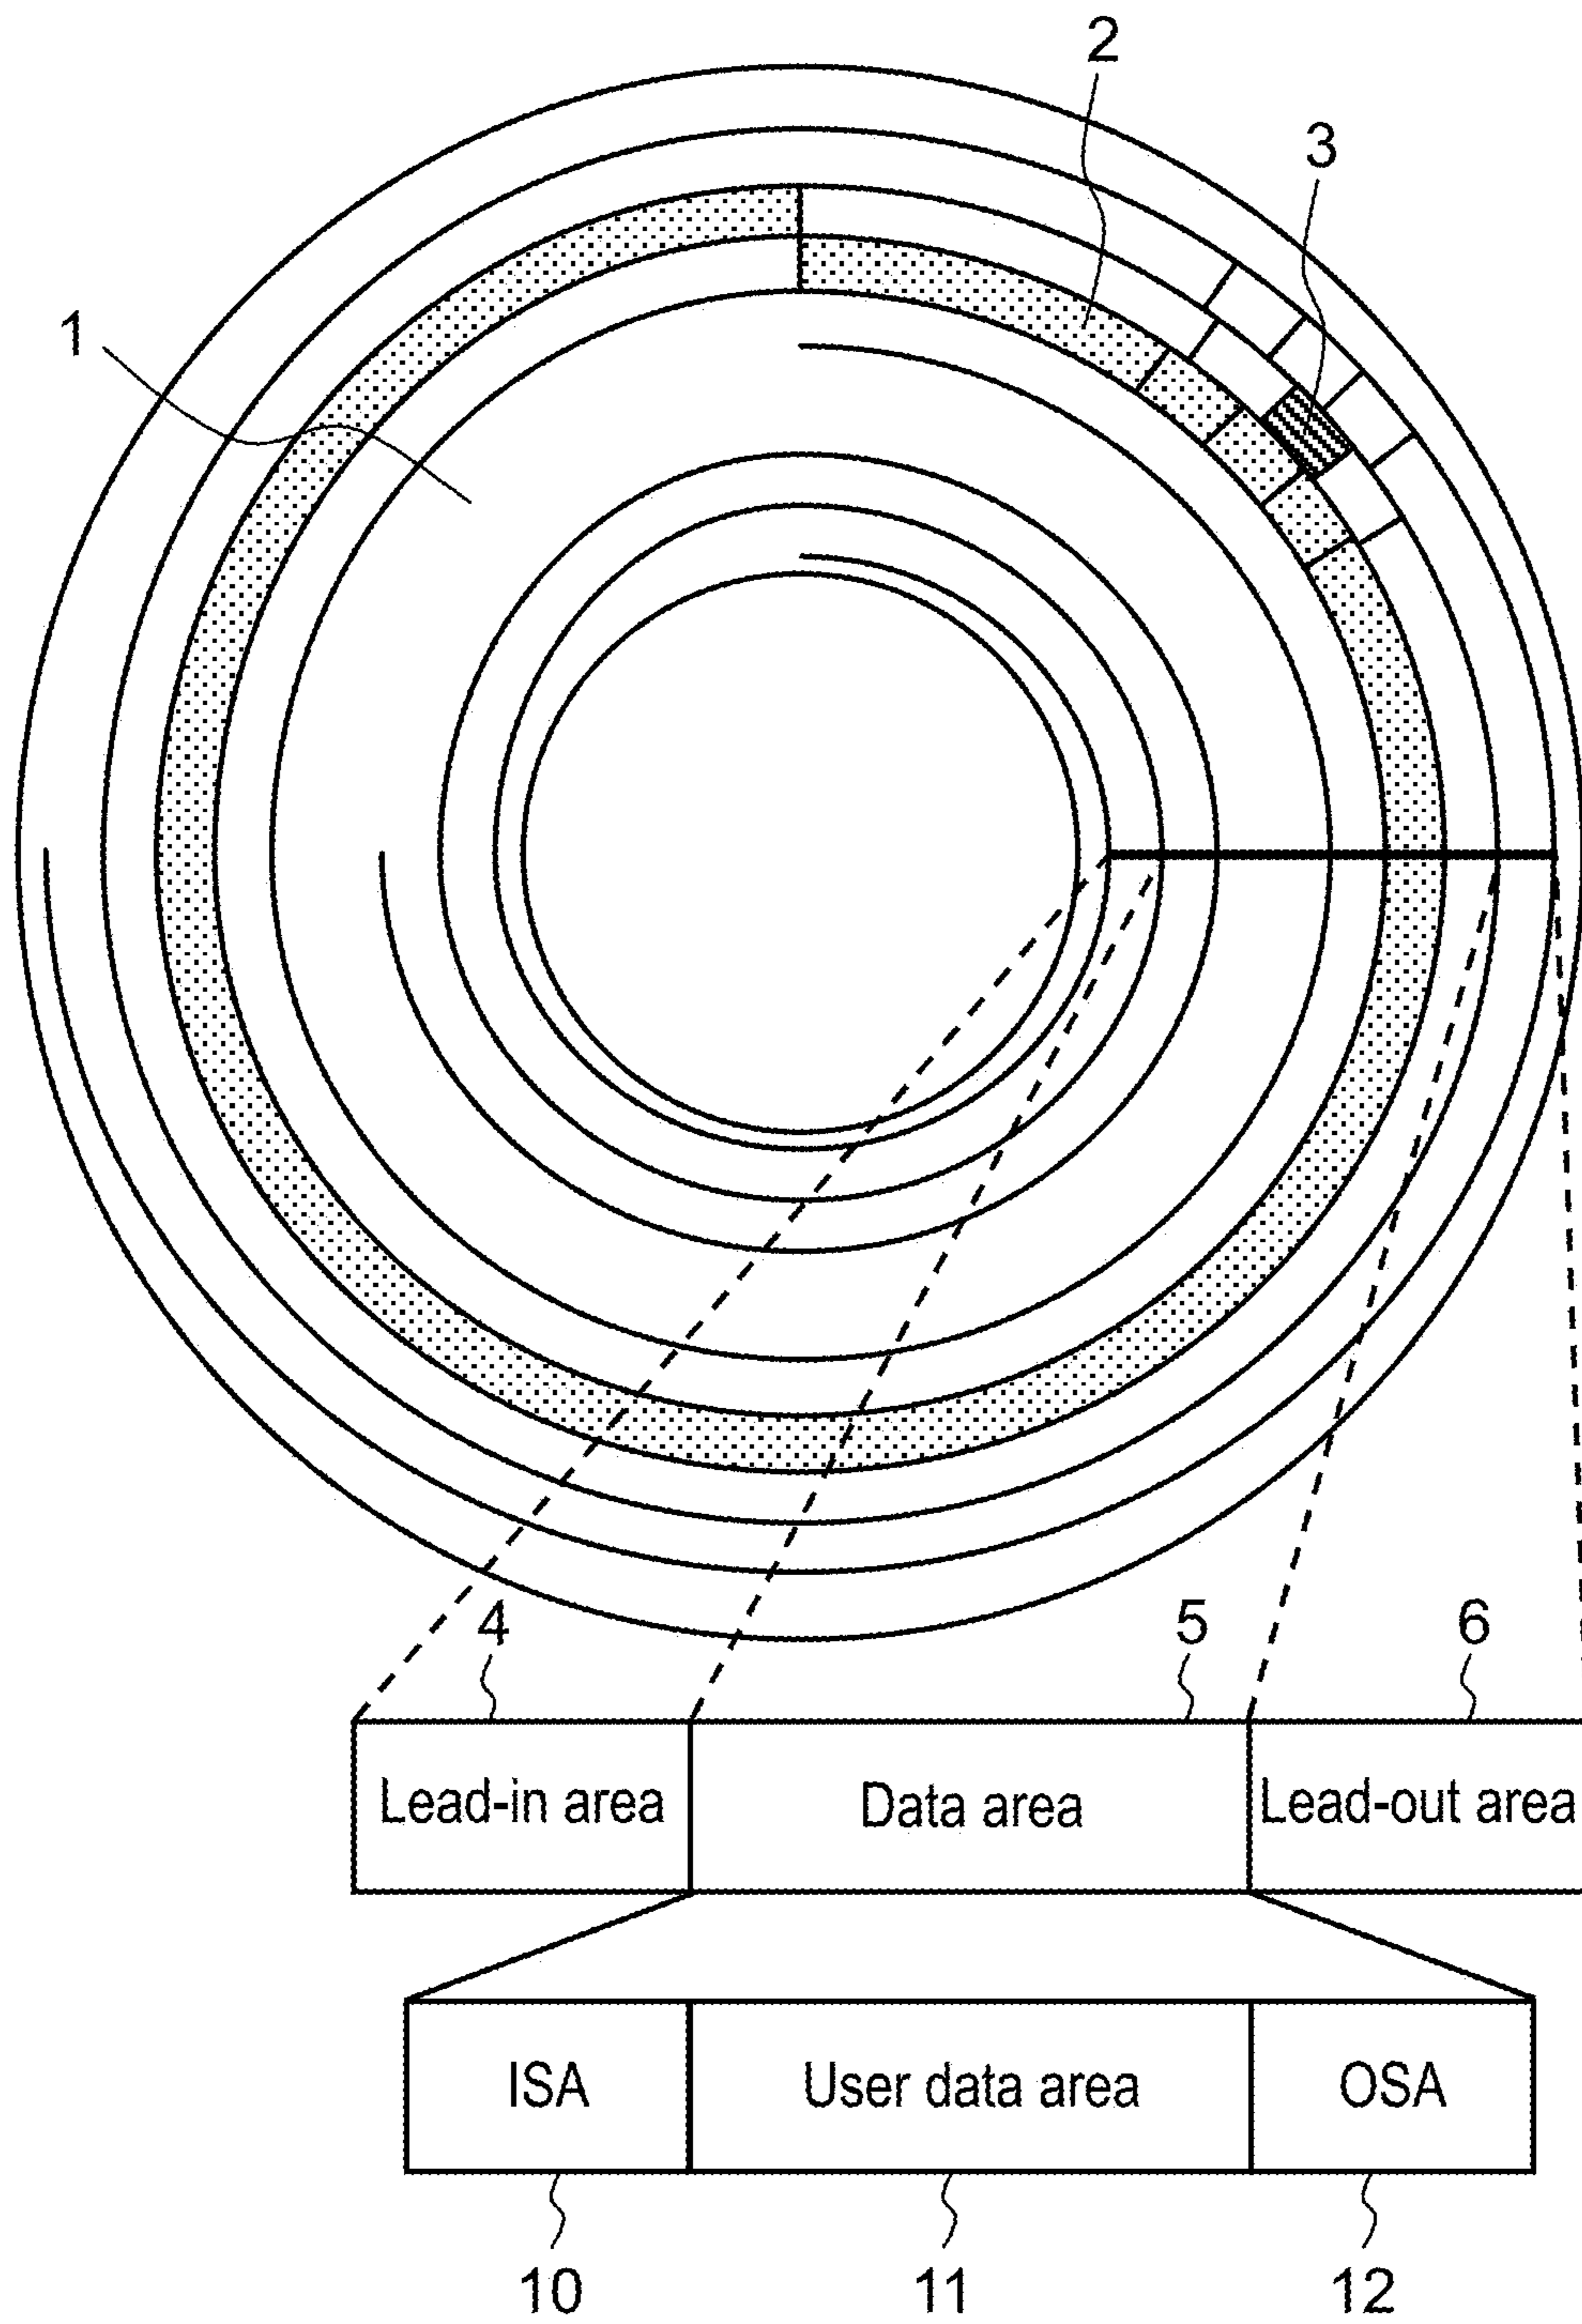 2
3
1
4 5 6
Lead-in area Data area Lead-out area
ISA User data area OSA
10 11 12